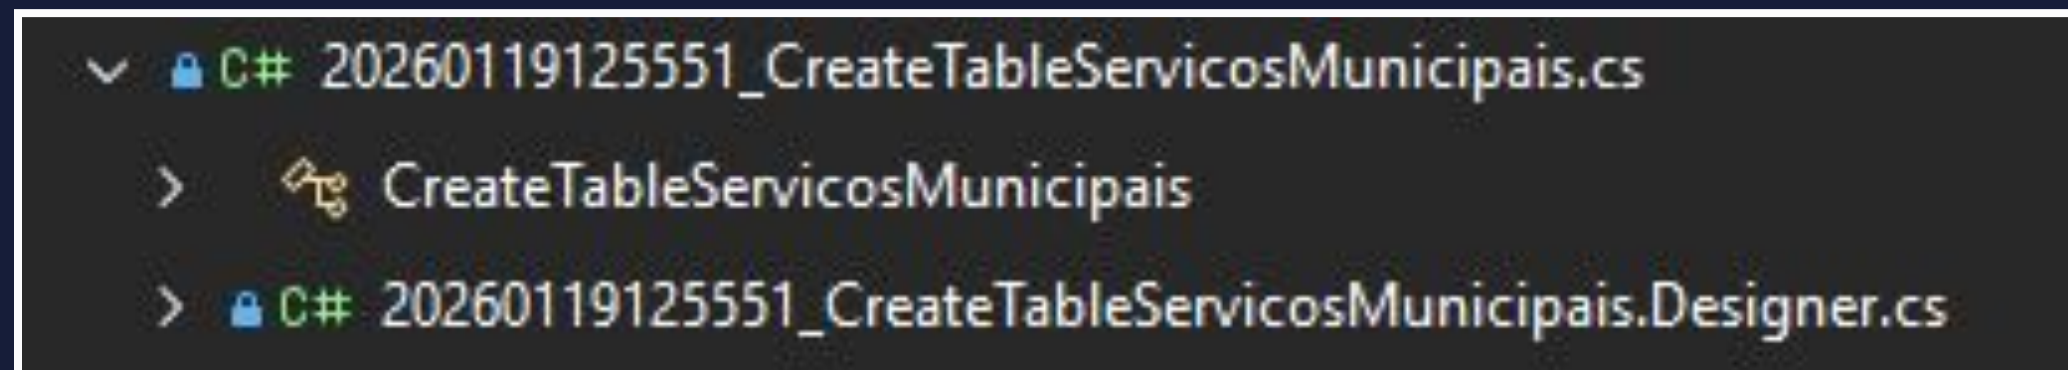 C# 20260119125551_CreateTableServicosMunicipais.cs
CreateTableServicosMunicipais
C# 20260119125551_CreateTableServicosMunicipais.Designer.cs